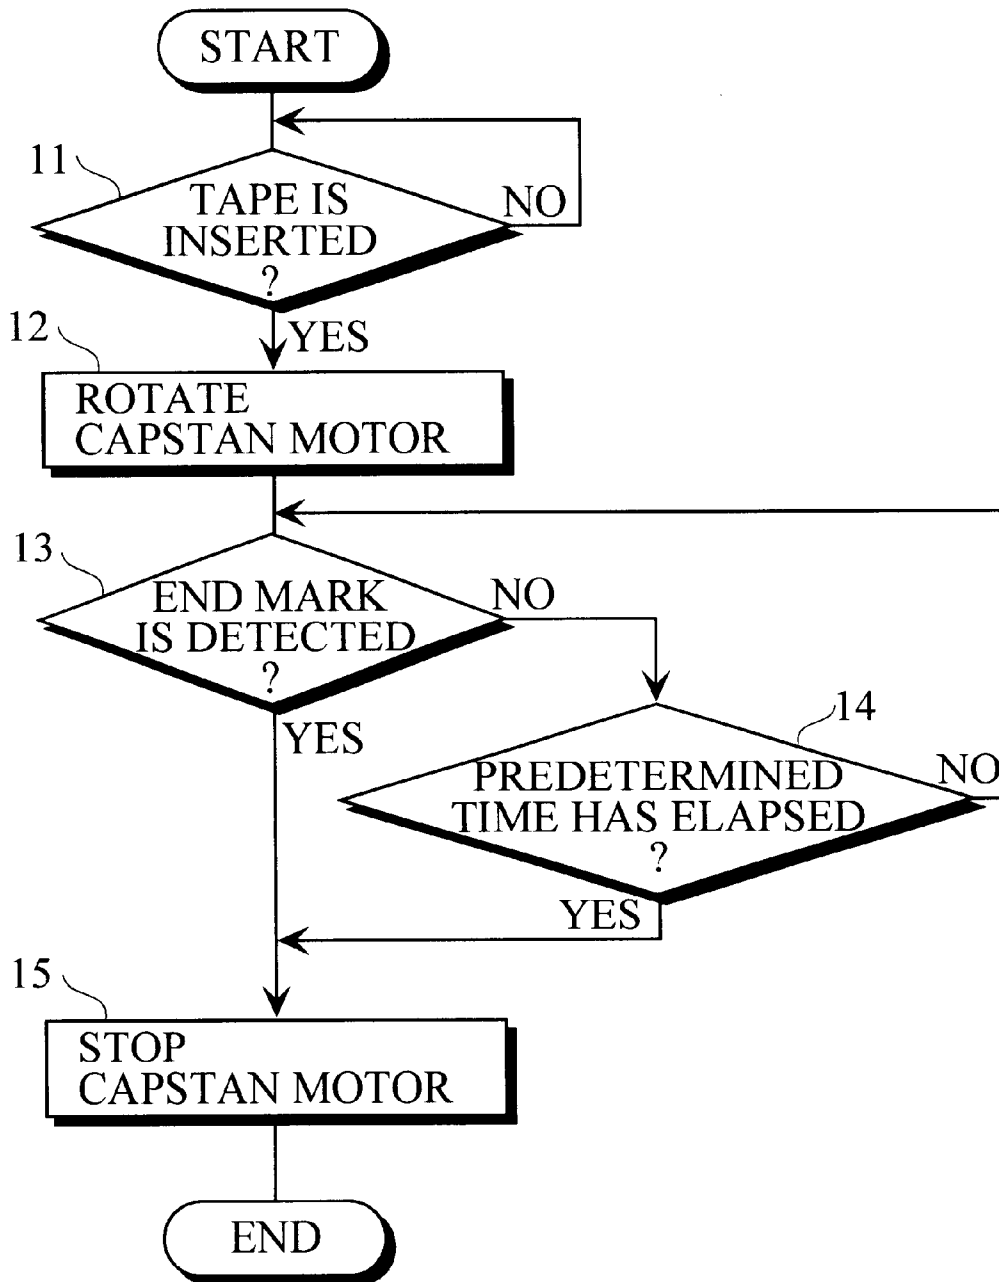 START
11
TAPE IS
INSERTED
?
NO
YES
12
ROTATE
CAPSTAN MOTOR
13
END MARK
IS DETECTED
?
NO
YES
14
PREDETERMINED
TIME HAS ELAPSED
?
NO
YES
15
STOP
CAPSTAN MOTOR
END